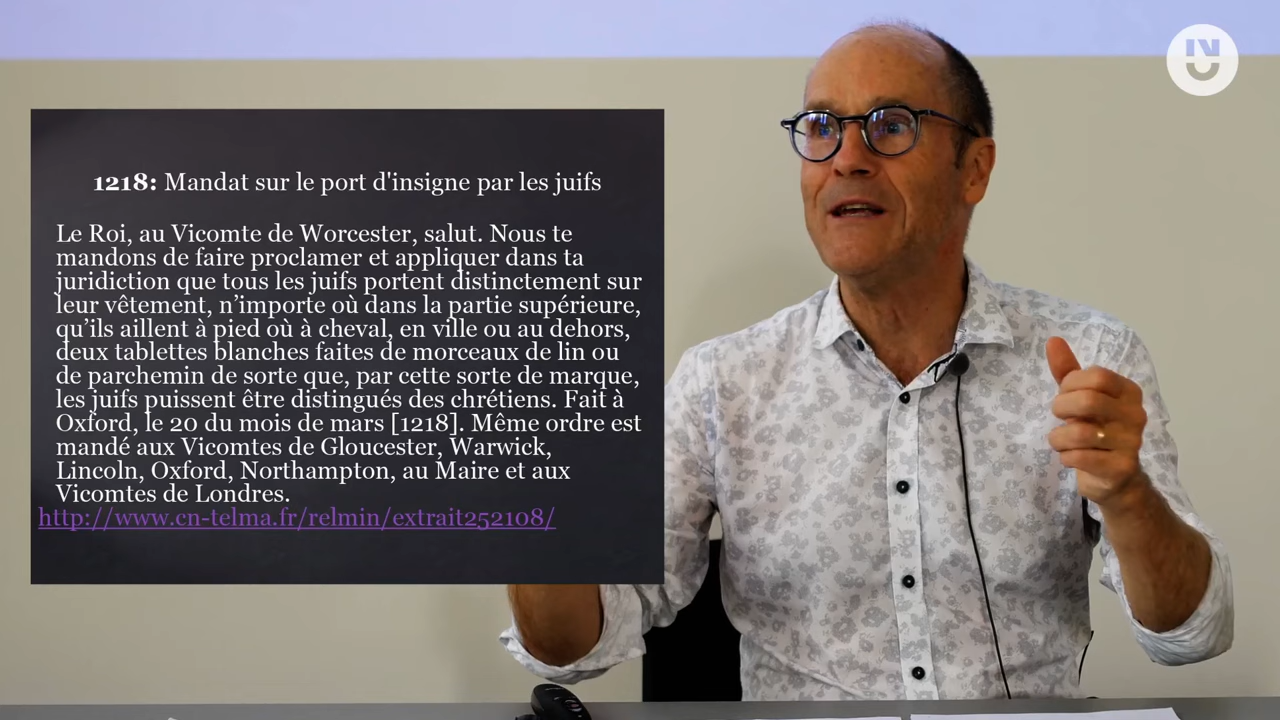 1218: Mandat sur le port d'insigne par les juifs
Le Roi, au Vicomte de Worcester, salut. Nous te
mandons de faire proclamer et appliquer dans ta
juridiction que tous les juifs portent distinctement sur
leur vêtement, n’importe où dans la partie supérieure,
qu’ils aillent à pied où à cheval, en ville ou au dehors,
deux tablettes blanches faites de morceaux de lin ou
de parchemin de sorte que, par cette sorte de marque,
les juifs puissent être distingués des chrétiens. Fait à
Oxford, le 20 du mois de mars [1218]. Même ordre est
mandé aux Vicomtes de Gloucester, Warwick,
Lincoln, Oxford, Northampton, au Maire et aux
Vicomtes de Londres.
http://www.cn-telma.fr/relmin/extrait252108/
IN
U